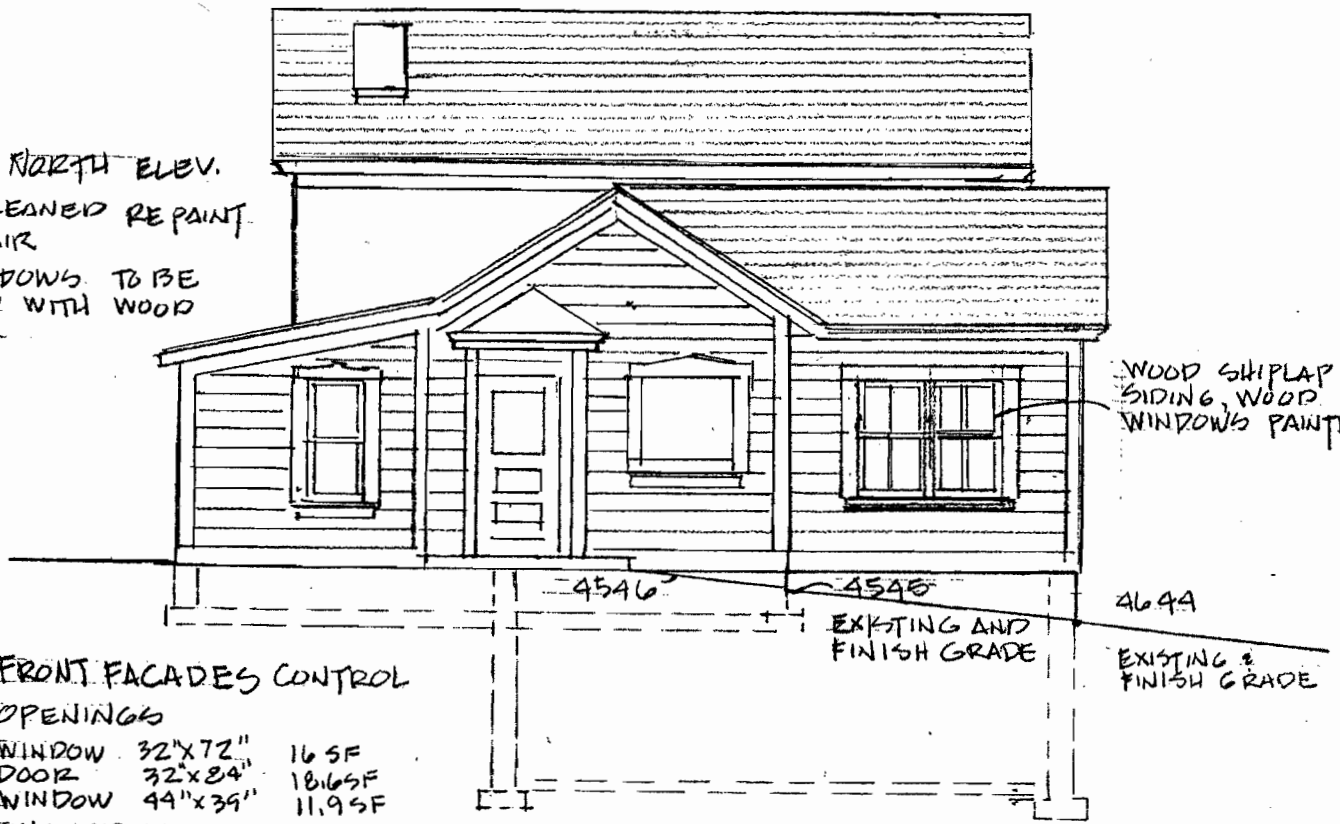 NORTH ELEV.
LEANED REPAINT
AIR
DOWS TO BE
WITH WOOD
WOOD SHIPLAP
SIDING, WOOD
WINDOWS PAINT
4546
4545
4644
EXISTING AND
FINISH GRADE
EXISTING &
FINISH GRADE
FRONT FACADES CONTROL
OPENINGS
WINDOW 32"X72" 16 SF
DOOR 32"X84" 18.6SF
WINDOW 44"X39" 11.9SF